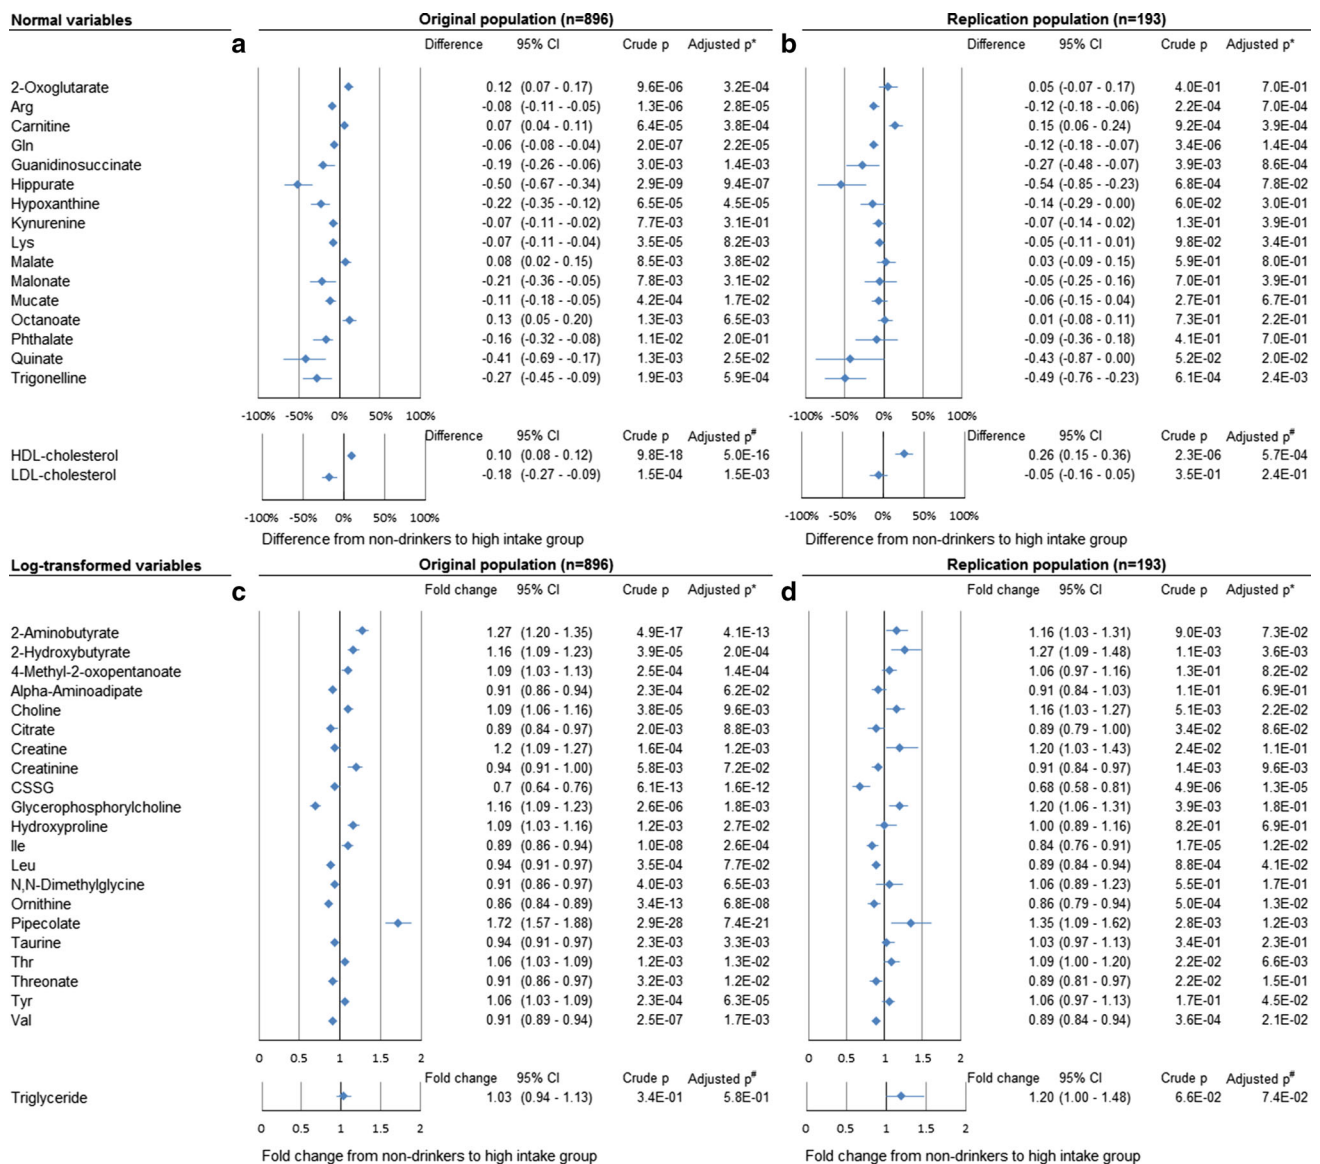 Normal variables Original population (n=896) Replication population (n=193)
a Difference 95% CI Crude p Adjusted p* b Difference 95% CI Crude p Adjusted p*
2-Oxoglutarate 0.12 (0.07 - 0.17) 9.6E-06 3.2E-04 0.05 (-0.07 - 0.17) 4.0E-01 7.0E-01
Arg -0.08 (-0.11 - -0.05) 1.3E-06 2.8E-05 -0.12 (-0.18 - -0.06) 2.2E-04 7.0E-04
Carnitine 0.07 (0.04 - 0.11) 6.4E-05 3.8E-04 0.15 (0.06 - 0.24) 9.2E-04 3.9E-04
Gln -0.06 (-0.08 - -0.04) 2.0E-07 2.2E-05 -0.12 (-0.18 - -0.07) 3.4E-06 1.4E-04
Guanidinosuccinate -0.19 (-0.26 - -0.06) 3.0E-03 1.4E-03 -0.27 (-0.48 - -0.07) 3.9E-03 8.6E-04
Hippurate -0.50 (-0.67 - -0.34) 2.9E-09 9.4E-07 -0.54 (-0.85 - -0.23) 6.8E-04 7.8E-02
Hypoxanthine -0.22 (-0.35 - -0.12) 6.5E-05 4.5E-05 -0.14 (-0.29 - 0.00) 6.0E-02 3.0E-01
Kynurenine -0.07 (-0.11 - -0.02) 7.7E-03 3.1E-01 -0.07 (-0.14 - 0.02) 1.3E-01 3.9E-01
Lys -0.07 (-0.11 - -0.04) 3.5E-05 8.2E-03 -0.05 (-0.11 - 0.01) 9.8E-02 3.4E-01
Malate 0.08 (0.02 - 0.15) 8.5E-03 3.8E-02 0.03 (-0.09 - 0.15) 5.9E-01 8.0E-01
Malonate -0.21 (-0.36 - -0.05) 7.8E-03 3.1E-02 -0.05 (-0.25 - 0.16) 7.0E-01 3.9E-01
Mucate -0.11 (-0.18 - -0.05) 4.2E-04 1.7E-02 -0.06 (-0.15 - 0.04) 2.7E-01 6.7E-01
Octanoate 0.13 (0.05 - 0.20) 1.3E-03 6.5E-03 0.01 (-0.08 - 0.11) 7.3E-01 2.2E-01
Phthalate -0.16 (-0.32 - -0.08) 1.1E-02 2.0E-01 -0.09 (-0.36 - 0.18) 4.1E-01 7.0E-01
Quinate -0.41 (-0.69 - -0.17) 1.3E-03 2.5E-02 -0.43 (-0.87 - 0.00) 5.2E-02 2.0E-02
Trigonelline -0.27 (-0.45 - -0.09) 1.9E-03 5.9E-04 -0.49 (-0.76 - -0.23) 6.1E-04 2.4E-03
-100% -50% 0% 50% 100% -100% -50% 0% 50% 100%
Difference 95% CI Crude p Adjusted p# Difference 95% CI Crude p Adjusted p#
HDL-cholesterol 0.10 (0.08 - 0.12) 9.8E-18 5.0E-16 0.26 (0.15 - 0.36) 2.3E-06 5.7E-04
LDL-cholesterol -0.18 (-0.27 - -0.09) 1.5E-04 1.5E-03 -0.05 (-0.16 - 0.05) 3.5E-01 2.4E-01
-100% -50% 0% 50% 100% -100% -50% 0% 50% 100%
Difference from non-drinkers to high intake group Difference from non-drinkers to high intake group
Log-transformed variables Original population (n=896) Replication population (n=193)
c Fold change 95% CI Crude p Adjusted p* d Fold change 95% CI Crude p Adjusted p*
2-Aminobutyrate 1.27 (1.20 - 1.35) 4.9E-17 4.1E-13 1.16 (1.03 - 1.31) 9.0E-03 7.3E-02
2-Hydroxybutyrate 1.16 (1.09 - 1.23) 3.9E-05 2.0E-04 1.27 (1.09 - 1.48) 1.1E-03 3.6E-03
4-Methyl-2-oxopentanoate 1.09 (1.03 - 1.13) 2.5E-04 1.4E-04 1.06 (0.97 - 1.16) 1.3E-01 8.2E-02
Alpha-Aminoadipate 0.91 (0.86 - 0.94) 2.3E-04 6.2E-02 0.91 (0.84 - 1.03) 1.1E-01 6.9E-01
Choline 1.09 (1.06 - 1.16) 3.8E-05 9.6E-03 1.16 (1.03 - 1.27) 5.1E-03 2.2E-02
Citrate 0.89 (0.84 - 0.97) 2.0E-03 8.8E-03 0.89 (0.79 - 1.00) 3.4E-02 8.6E-02
Creatine 1.2 (1.09 - 1.27) 1.6E-04 1.2E-03 1.20 (1.03 - 1.43) 2.4E-02 1.1E-01
Creatinine 0.94 (0.91 - 1.00) 5.8E-03 7.2E-02 0.91 (0.84 - 0.97) 1.4E-03 9.6E-03
CSSG 0.7 (0.64 - 0.76) 6.1E-13 1.6E-12 0.68 (0.58 - 0.81) 4.9E-06 1.3E-05
Glycerophosphorylcholine 1.16 (1.09 - 1.23) 2.6E-06 1.8E-03 1.20 (1.06 - 1.31) 3.9E-03 1.8E-01
Hydroxyproline 1.09 (1.03 - 1.16) 1.2E-03 2.7E-02 1.00 (0.89 - 1.16) 8.2E-01 6.9E-01
Ile 0.89 (0.86 - 0.94) 1.0E-08 2.6E-04 0.84 (0.76 - 0.91) 1.7E-05 1.2E-02
Leu 0.94 (0.91 - 0.97) 3.5E-04 7.7E-02 0.89 (0.84 - 0.94) 8.8E-04 4.1E-02
N,N-Dimethylglycine 0.91 (0.86 - 0.97) 4.0E-03 6.5E-03 1.06 (0.89 - 1.23) 5.5E-01 1.7E-01
Ornithine 0.86 (0.84 - 0.89) 3.4E-13 6.8E-08 0.86 (0.79 - 0.94) 5.0E-04 1.3E-02
Pipecolate 1.72 (1.57 - 1.88) 2.9E-28 7.4E-21 1.35 (1.09 - 1.62) 2.8E-03 1.2E-03
Taurine 0.94 (0.91 - 0.97) 2.3E-03 3.3E-03 1.03 (0.97 - 1.13) 3.4E-01 2.3E-01
Thr 1.06 (1.03 - 1.09) 1.2E-03 1.3E-02 1.09 (1.00 - 1.20) 2.2E-02 6.6E-03
Threonate 0.91 (0.86 - 0.97) 3.2E-03 1.2E-02 0.89 (0.81 - 0.97) 2.2E-02 1.5E-01
Tyr 1.06 (1.03 - 1.09) 2.3E-04 6.3E-05 1.06 (0.97 - 1.13) 1.7E-01 4.5E-02
Val 0.91 (0.89 - 0.94) 2.5E-07 1.7E-03 0.89 (0.84 - 0.94) 3.6E-04 2.1E-02
0 0.5 1 1.5 2 0 0.5 1 1.5 2
Fold change 95% CI Crude p Adjusted p# Fold change 95% CI Crude p Adjusted p#
Triglyceride 1.03 (0.94 - 1.13) 3.4E-01 5.8E-01 1.20 (1.00 - 1.48) 6.6E-02 7.4E-02
0 0.5 1 1.5 2 0 0.5 1 1.5 2
Fold change from non-drinkers to high intake group Fold change from non-drinkers to high intake group